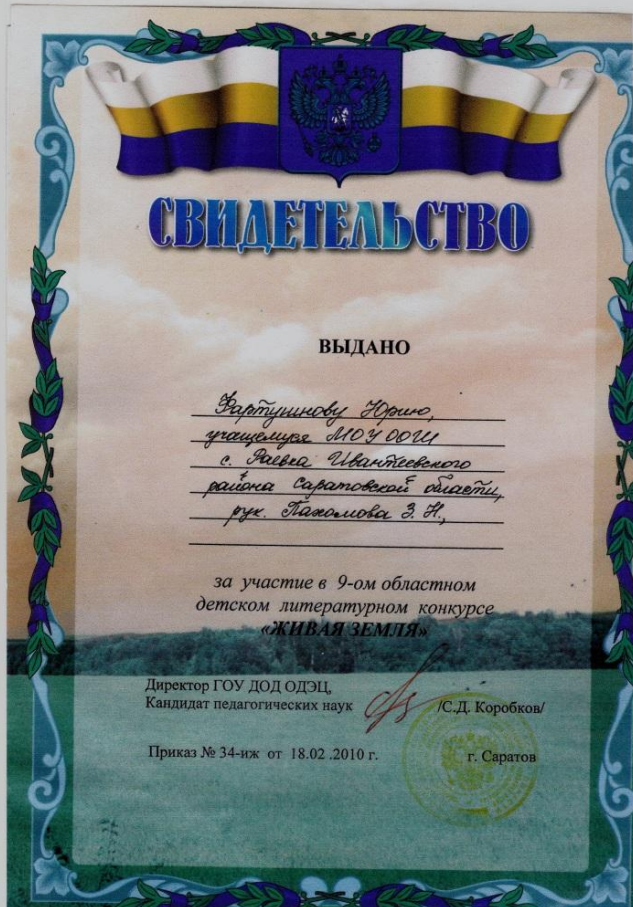 СВИДЕТЕЛЬСТВО
ВЫДАНО
Юрию,
учащемуся МОУ ООШ
с. Раевка Ивантеевского
района Саратовской области,
рук. Пахомова З. Н.,
за участие в 9-ом областном
детском литературном конкурсе
«ЖИВАЯ ЗЕМЛЯ»
Директор ГОУ ДОД ОДЭЦ,
Кандидат педагогических наук /С.Д. Коробков/
Приказ № 34-иж от 18.02 .2010 г. г. Саратов